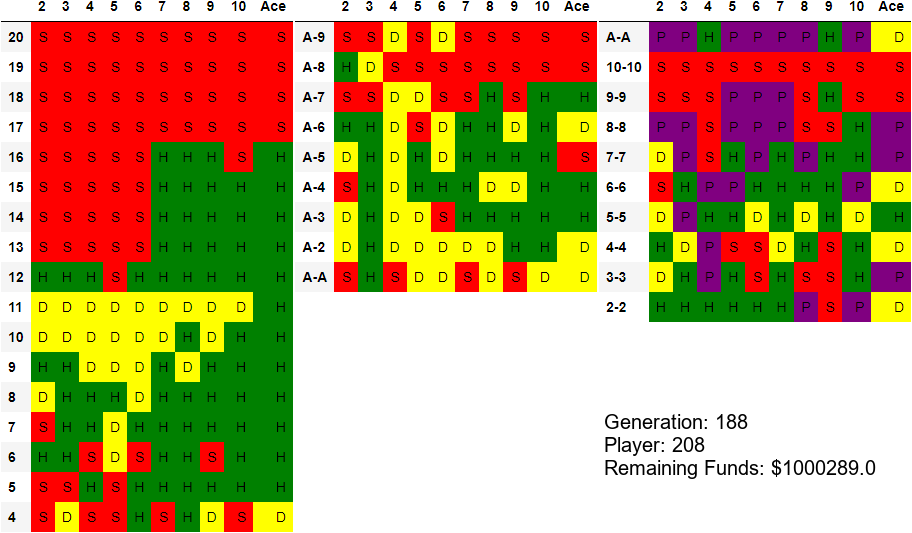 2 3 4 5 6 7 8 9 10 Ace
20 S S S S S S S S S S
19 S S S S S S S S S S
18 S S S S S S S S S S
17 S S S S S S S S S S
16 S S S S S H H H S H
15 S S S S S H H H H H
14 S S S S S H H H H H
13 S S S S S H H H H H
12 H H H S H H H H H H
11 D D D D D D D D D H
10 D D D D D D H D H H
9 H H D D D H D H H H
8 D H H H D H H H H H
7 S H H D H H H H H H
6 H H S D S H H S H H
5 S S H S H H H H H H
4 S D S S H S H D S D
2 3 4 5 6 7 8 9 10 Ace
A-9 S S D S D S S S S S
A-8 H D S S S S S S S S
A-7 S S D D S S H S H H
A-6 H H D S D H H D H D
A-5 D H D H D H H H H S
A-4 S H D H H H D D H H
A-3 D H D D S H H H H H
A-2 D H D D D D D H H D
A-A S H S D D S D S D D
2 3 4 5 6 7 8 9 10 Ace
A-A P P H P P P P H P D
10-10 S S S S S S S S S S
9-9 S S S P P P S H S S
8-8 P P S P P P S S H P
7-7 D P S H P H P H H P
6-6 S H P P H H H H P D
5-5 D P H H D H D H D H
4-4 H D P S S D H S H D
3-3 D H P H S H S S H P
2-2 H H H H H H P S P D
Generation: 188
Player: 208
Remaining Funds: $1000289.0